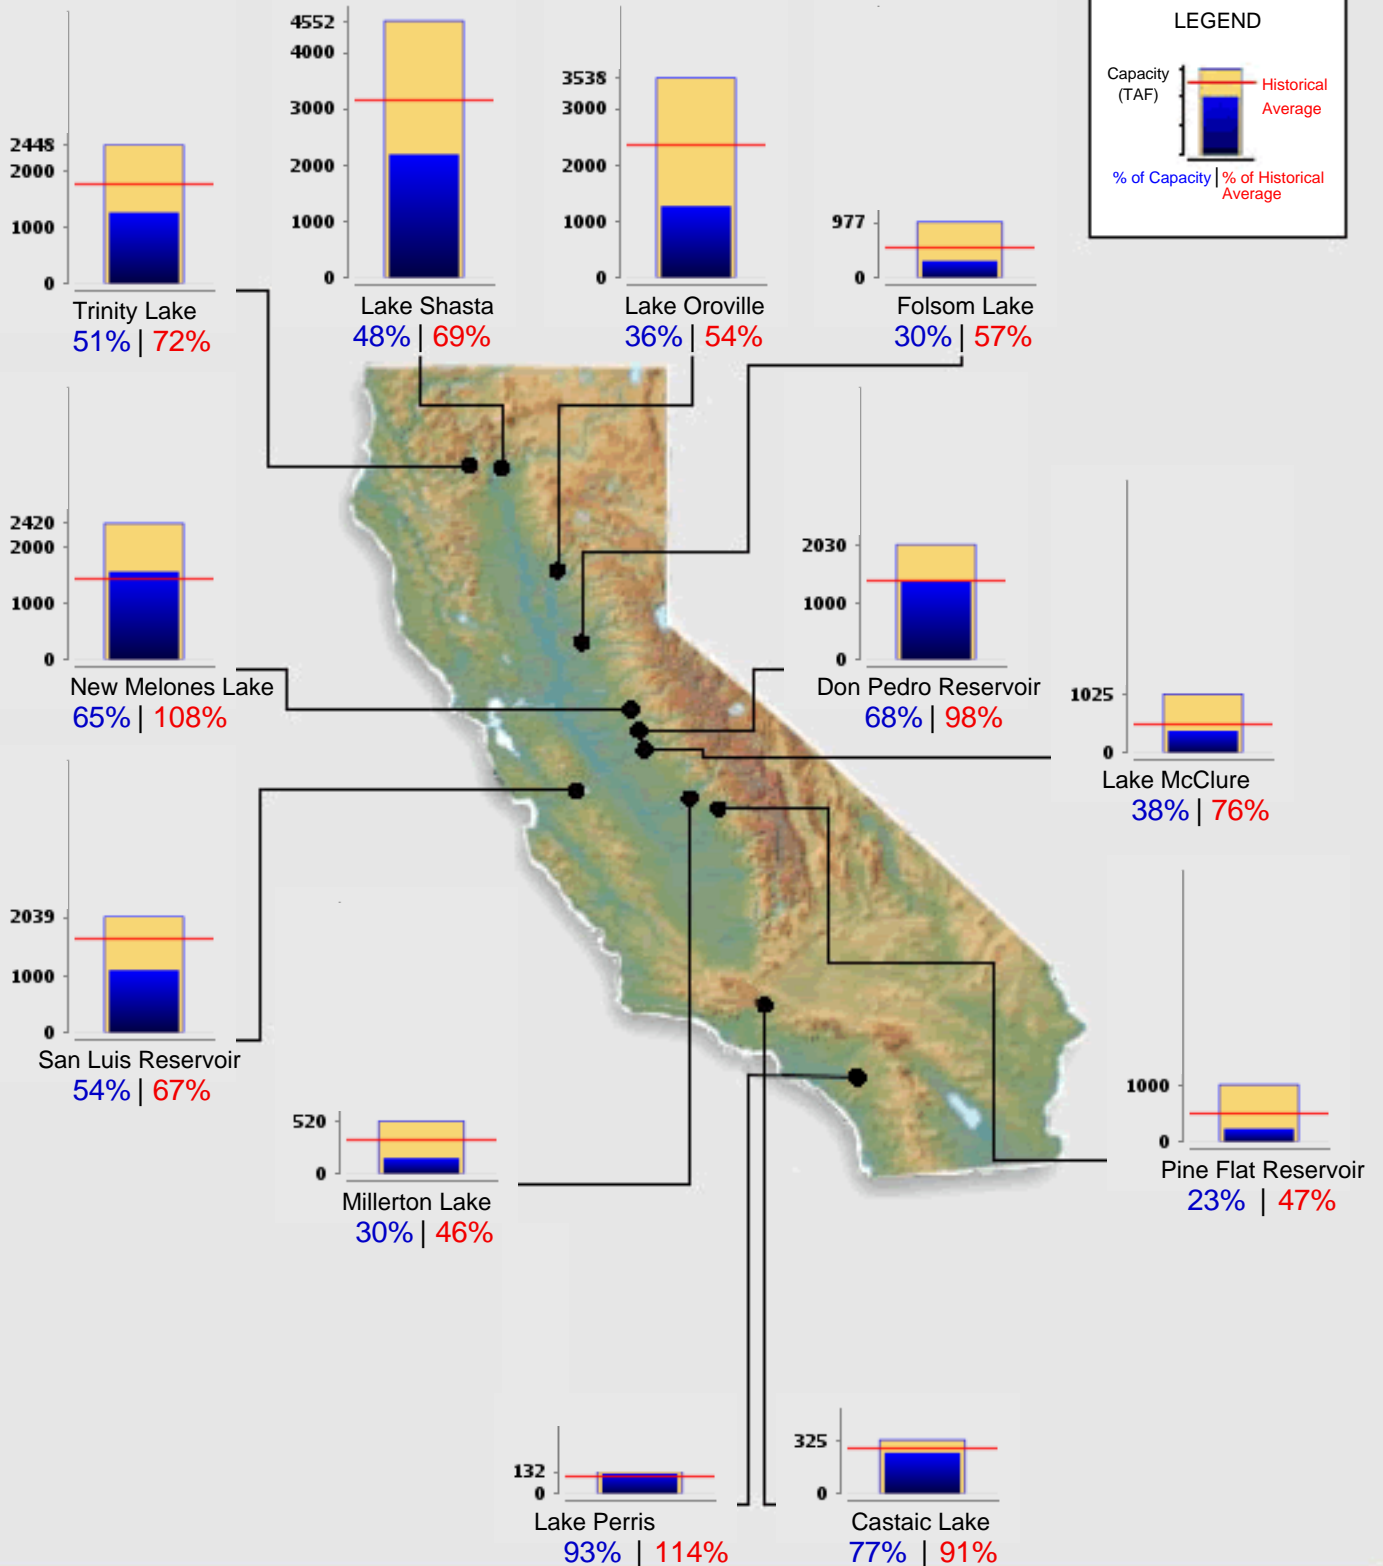 LEGEND
Capacity
(TAF)
Historical
Average
% of Capacity | % of Historical
Average
2448
2000
1000
0
Trinity Lake
51% | 72%
4552
4000
3000
2000
1000
0
Lake Shasta
48% | 69%
3538
3000
2000
1000
0
Lake Oroville
36% | 54%
977
0
Folsom Lake
30% | 57%
2420
2000
1000
0
New Melones Lake
65% | 108%
2030
1000
0
Don Pedro Reservoir
68% | 98%
1025
0
Lake McClure
38% | 76%
2039
1000
0
San Luis Reservoir
54% | 67%
520
0
Millerton Lake
30% | 46%
1000
0
Pine Flat Reservoir
23% | 47%
132
0
Lake Perris
93% | 114%
325
0
Castaic Lake
77% | 91%